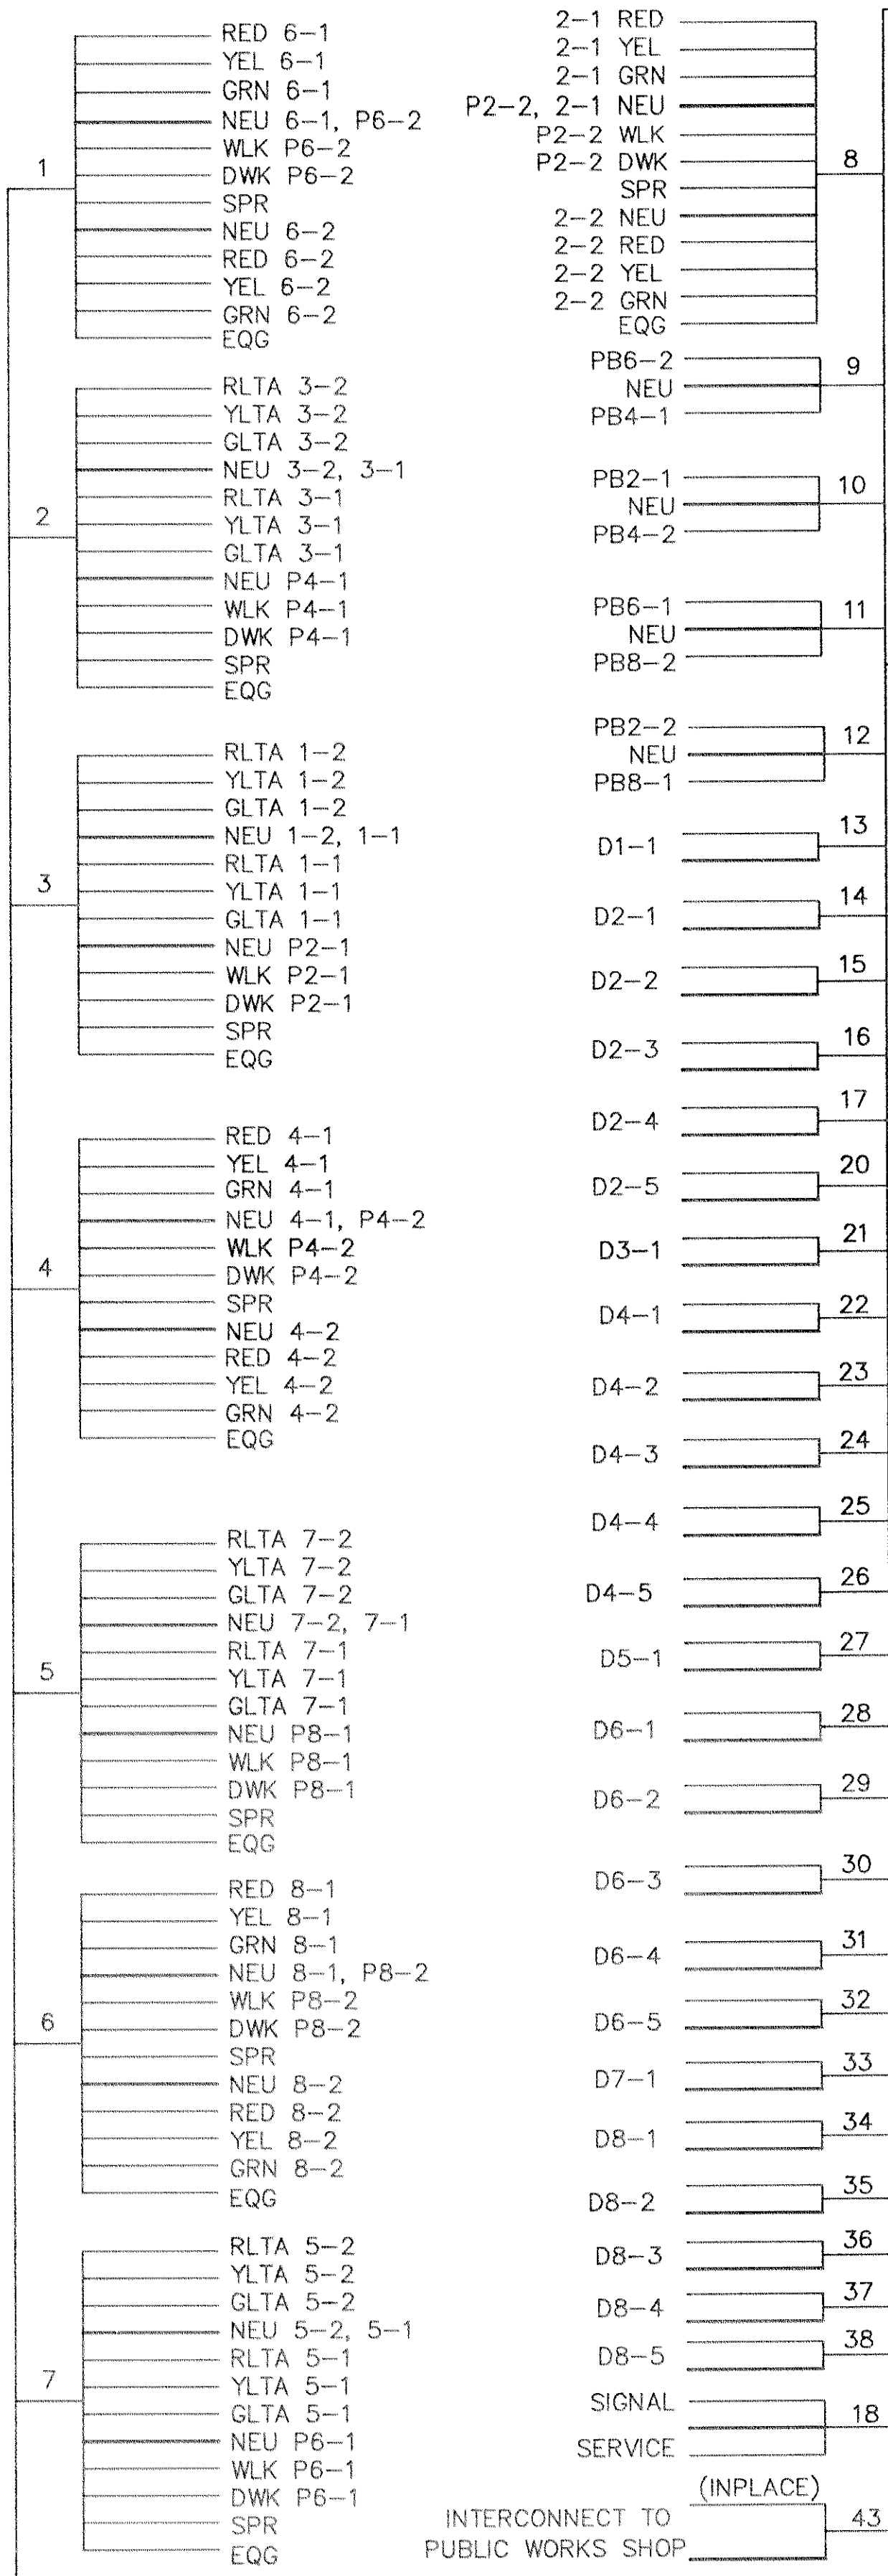 1
RED 6-1
YEL 6-1
GRN 6-1
NEU 6-1, P6-2
WLK P6-2
DWK P6-2
SPR
NEU 6-2
RED 6-2
YEL 6-2
GRN 6-2
EQG
2
RLTA 3-2
YLTA 3-2
GLTA 3-2
NEU 3-2, 3-1
RLTA 3-1
YLTA 3-1
GLTA 3-1
NEU P4-1
WLK P4-1
DWK P4-1
SPR
EQG
3
RLTA 1-2
YLTA 1-2
GLTA 1-2
NEU 1-2, 1-1
RLTA 1-1
YLTA 1-1
GLTA 1-1
NEU P2-1
WLK P2-1
DWK P2-1
SPR
EQG
4
RED 4-1
YEL 4-1
GRN 4-1
NEU 4-1, P4-2
WLK P4-2
DWK P4-2
SPR
NEU 4-2
RED 4-2
YEL 4-2
GRN 4-2
EQG
5
RLTA 7-2
YLTA 7-2
GLTA 7-2
NEU 7-2, 7-1
RLTA 7-1
YLTA 7-1
GLTA 7-1
NEU P8-1
WLK P8-1
DWK P8-1
SPR
EQG
6
RED 8-1
YEL 8-1
GRN 8-1
NEU 8-1, P8-2
WLK P8-2
DWK P8-2
SPR
NEU 8-2
RED 8-2
YEL 8-2
GRN 8-2
EQG
7
RLTA 5-2
YLTA 5-2
GLTA 5-2
NEU 5-2, 5-1
RLTA 5-1
YLTA 5-1
GLTA 5-1
NEU P6-1
WLK P6-1
DWK P6-1
SPR
EQG
2-1 RED
2-1 YEL
2-1 GRN
P2-2, 2-1 NEU
P2-2 WLK
P2-2 DWK
SPR
2-2 NEU
2-2 RED
2-2 YEL
2-2 GRN
EQG
8
PB6-2
NEU
PB4-1
9
PB2-1
NEU
PB4-2
10
PB6-1
NEU
PB8-2
11
PB2-2
NEU
PB8-1
12
D1-1 13
D2-1 14
D2-2 15
D2-3 16
D2-4 17
D2-5 20
D3-1 21
D4-1 22
D4-2 23
D4-3 24
D4-4 25
D4-5 26
D5-1 27
D6-1 28
D6-2 29
D6-3 30
D6-4 31
D6-5 32
D7-1 33
D8-1 34
D8-2 35
D8-3 36
D8-4 37
D8-5 38
SIGNAL
SERVICE
18
(INPLACE)
INTERCONNECT TO
PUBLIC WORKS SHOP
43